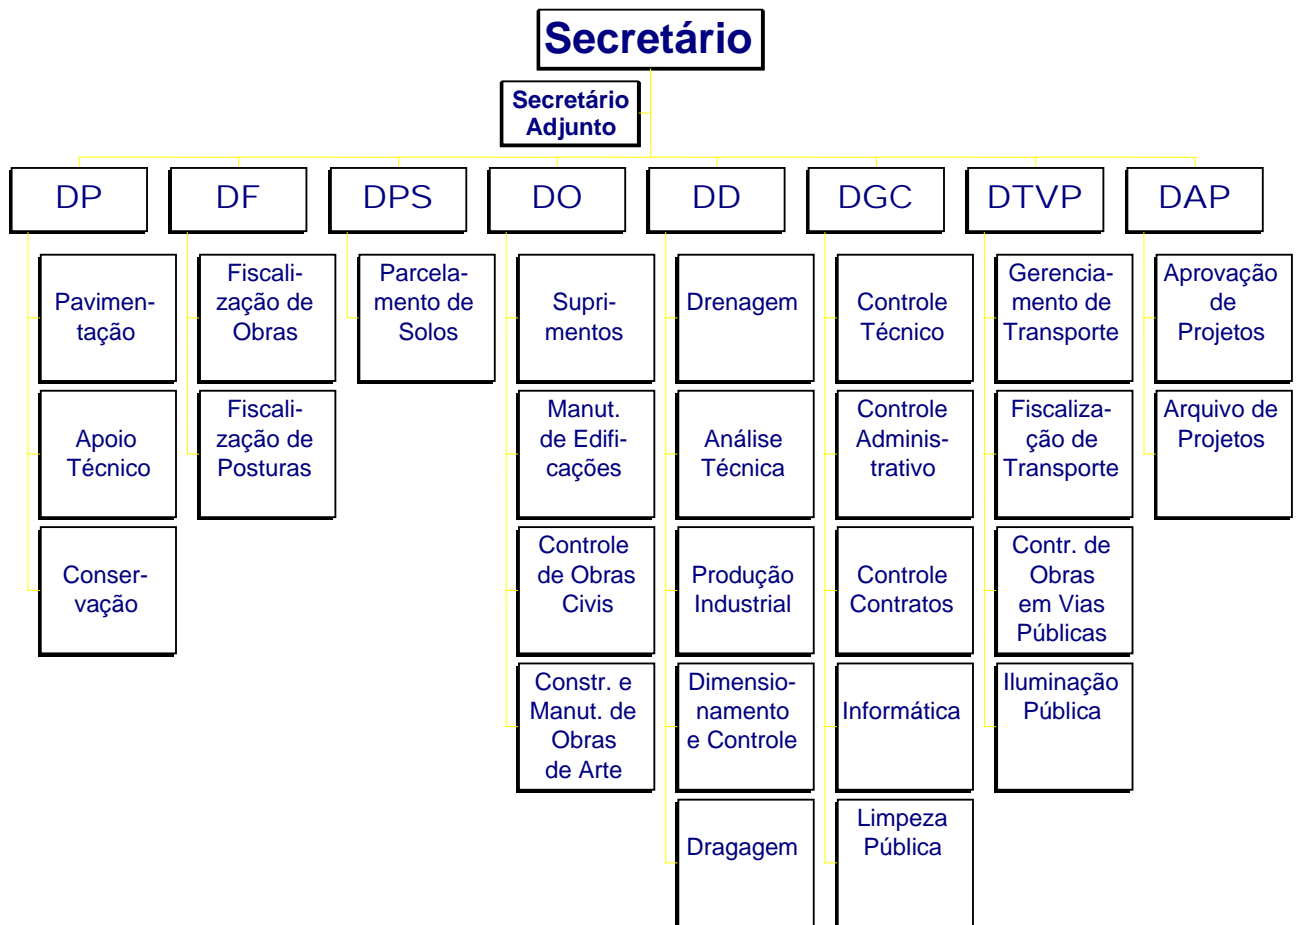 Secretário
Secretário
Adjunto
DP
DF
DPS
DO
DD
DGC
DTVP
DAP
Pavimen-
tação
Apoio
Técnico
Conser-
vação
Fiscali-
zação de
Obras
Fiscali-
zação de
Posturas
Parcela-
mento de
Solos
Supri-
mentos
Manut.
de Edifi-
cações
Controle
de Obras
Civis
Constr. e
Manut. de
Obras
de Arte
Drenagem
Análise
Técnica
Produção
Industrial
Dimensio-
namento
e Controle
Dragagem
Controle
Técnico
Controle
Adminis-
trativo
Controle
Contratos
Informática
Limpeza
Pública
Gerencia-
mento de
Transporte
Fiscaliza-
ção de
Transporte
Contr. de
Obras
em Vias
Públicas
Iluminação
Pública
Aprovação
de
Projetos
Arquivo de
Projetos